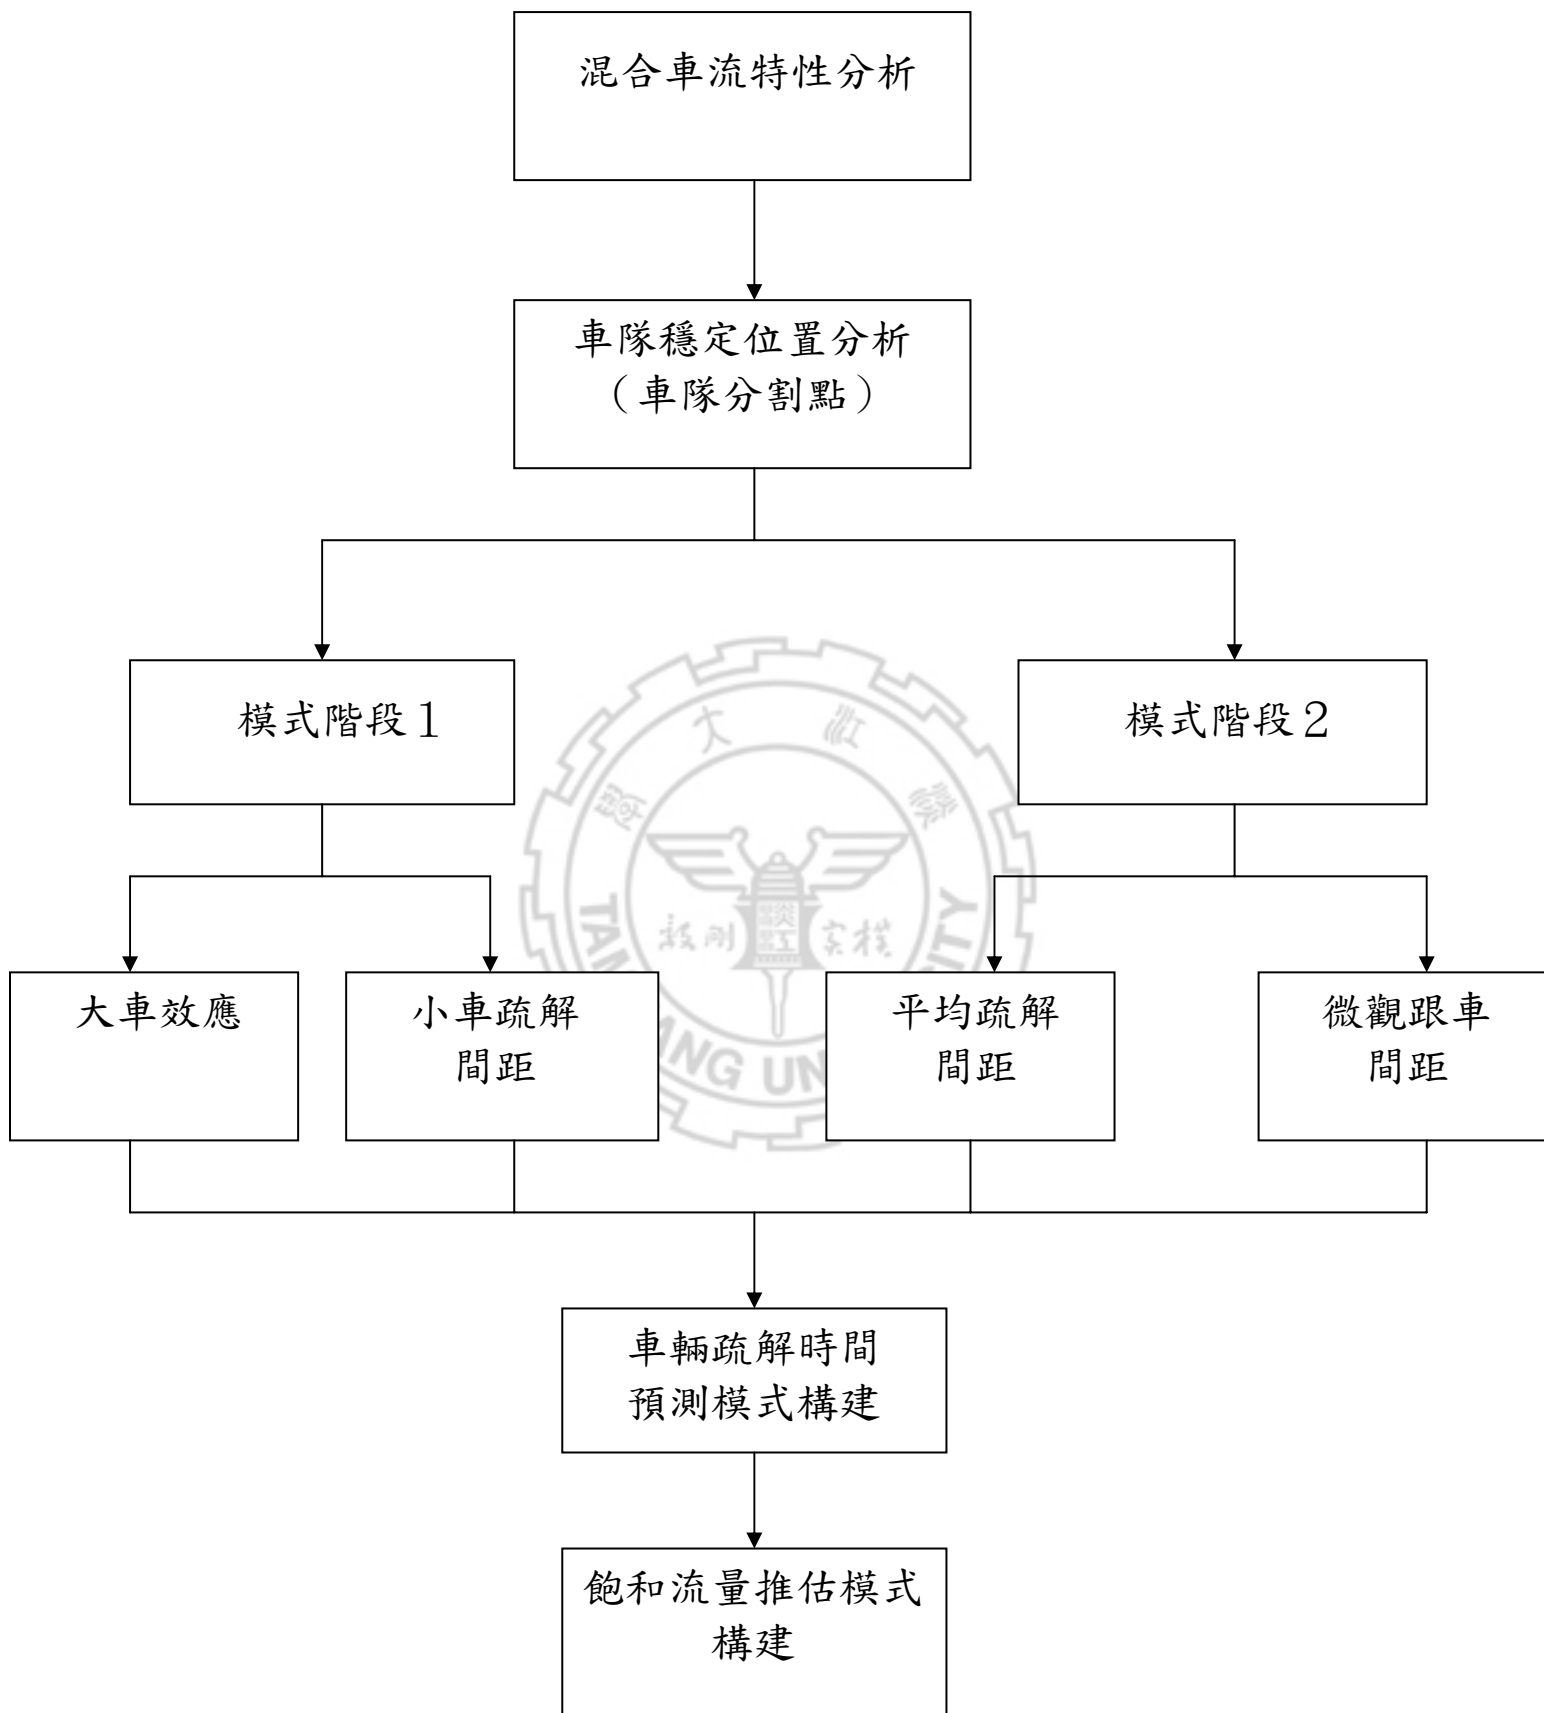 混合車流特性分析
車隊穩定位置分析
（車隊分割點）
模式階段１
模式階段２
大車效應
小車疏解
間距
平均疏解
間距
微觀跟車
間距
車輛疏解時間
預測模式構建
飽和流量推估模式
構建